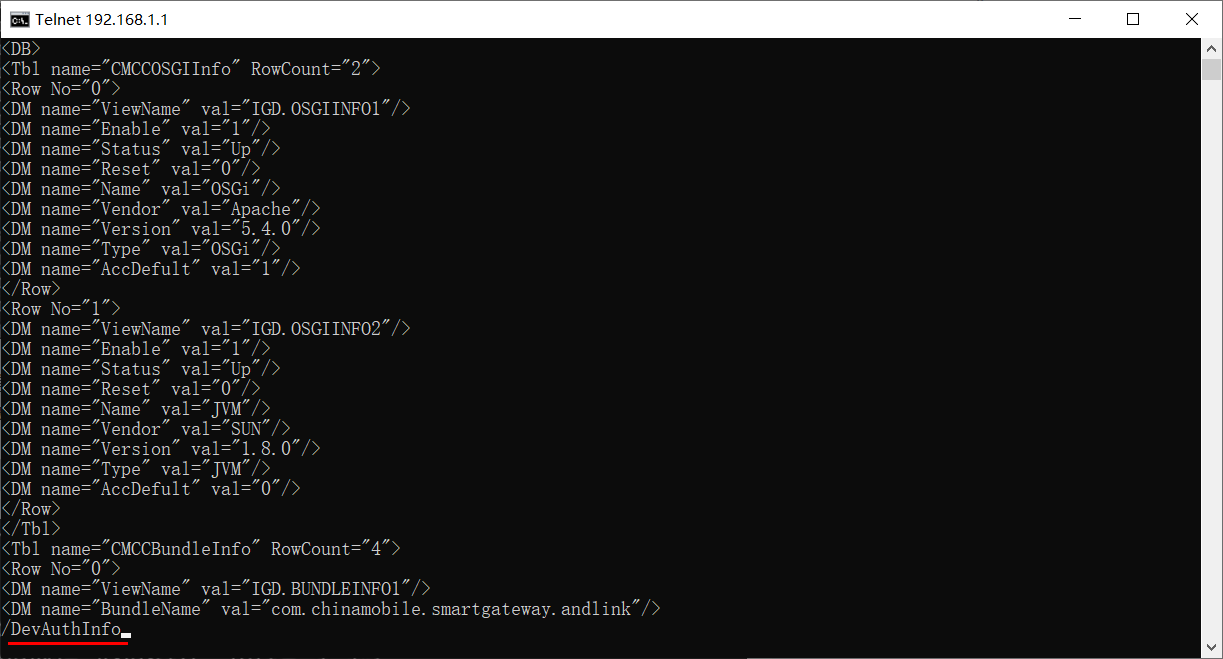 Telnet 192.168.1.1
<DB>
<Tbl name="CMCCOSGIInfo" RowCount="2">
<Row No="0">
<DM name="ViewName" val="IGD.OSGIINFO1"/>
<DM name="Enable" val="1"/>
<DM name="Status" val="Up"/>
<DM name="Reset" val="0"/>
<DM name="Name" val="OSGi"/>
<DM name="Vendor" val="Apache"/>
<DM name="Version" val="5.4.0"/>
<DM name="Type" val="OSGi"/>
<DM name="AccDefult" val="1"/>
</Row>
<Row No="1">
<DM name="ViewName" val="IGD.OSGIINFO2"/>
<DM name="Enable" val="1"/>
<DM name="Status" val="Up"/>
<DM name="Reset" val="0"/>
<DM name="Name" val="JVM"/>
<DM name="Vendor" val="SUN"/>
<DM name="Version" val="1.8.0"/>
<DM name="Type" val="JVM"/>
<DM name="AccDefult" val="0"/>
</Row>
</Tbl>
<Tbl name="CMCCBundleInfo" RowCount="4">
<Row No="0">
<DM name="ViewName" val="IGD.BUNDLEINFO1"/>
<DM name="BundleName" val="com.chinamobile.smartgateway.andlink"/>
/DevAuthInfo